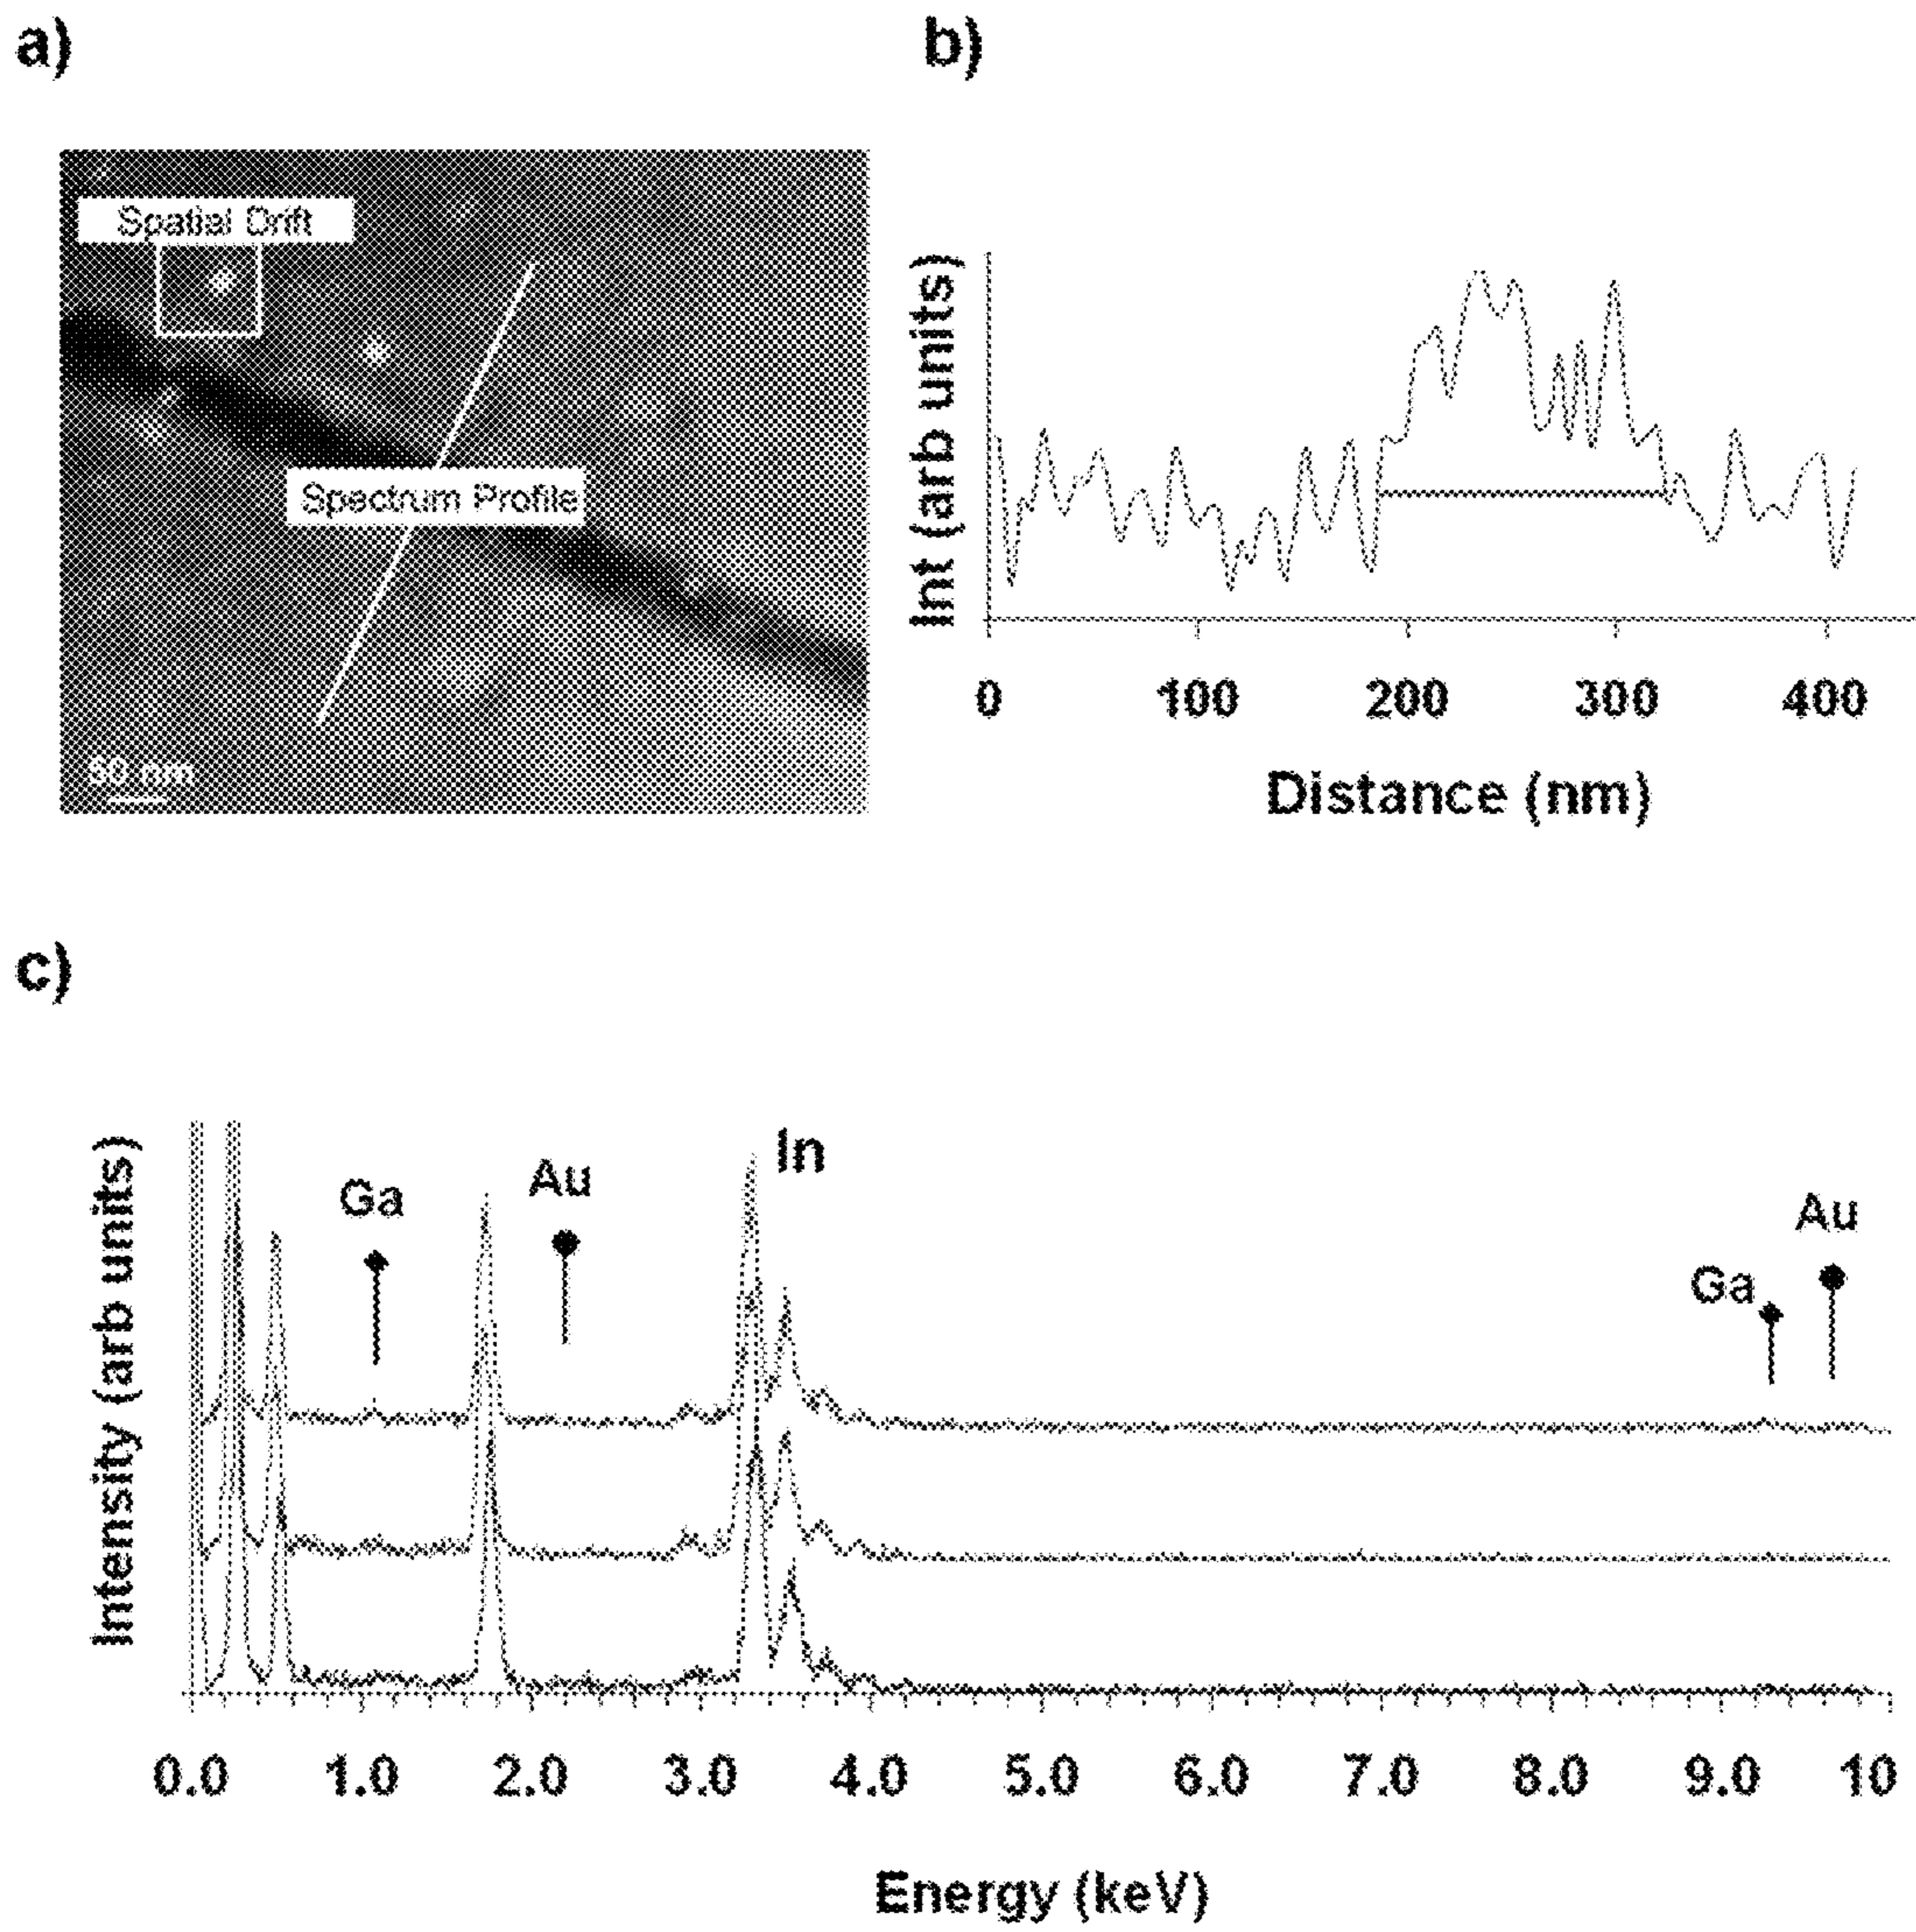 a)
b)
Spatial Drift
Spectrum Profile
50 nm
Int (arb units)
0 100 200 300 400
Distance (nm)
c)
Intensity (arb units)
Ga
Au
In
Ga
Au
0.0 1.0 2.0 3.0 4.0 5.0 6.0 7.0 8.0 9.0 10
Energy (keV)